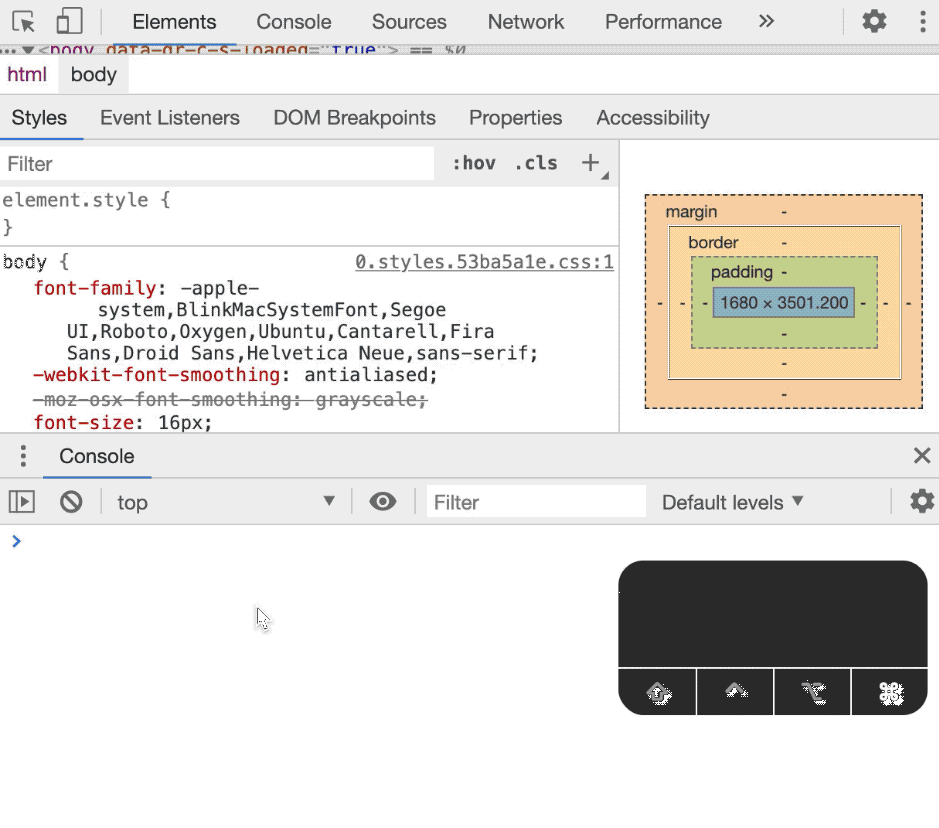 Elements Console Sources Network Performance »
<body data-gr-c-s-loaded="true"> == $0
html body
Styles Event Listeners DOM Breakpoints Properties Accessibility
Filter :hov .cls +
element.style {
}
body { 0.styles.53ba5a1e.css:1
font-family: -apple-
system,BlinkMacSystemFont,Segoe
UI,Roboto,Oxygen,Ubuntu,Cantarell,Fira
Sans,Droid Sans,Helvetica Neue,sans-serif;
-webkit-font-smoothing: antialiased;
-moz-osx-font-smoothing: grayscale;
font-size: 16px;
margin -
border -
padding -
- - - 1680 × 3501.200 - - -
-
-
-
Console
top Filter Default levels